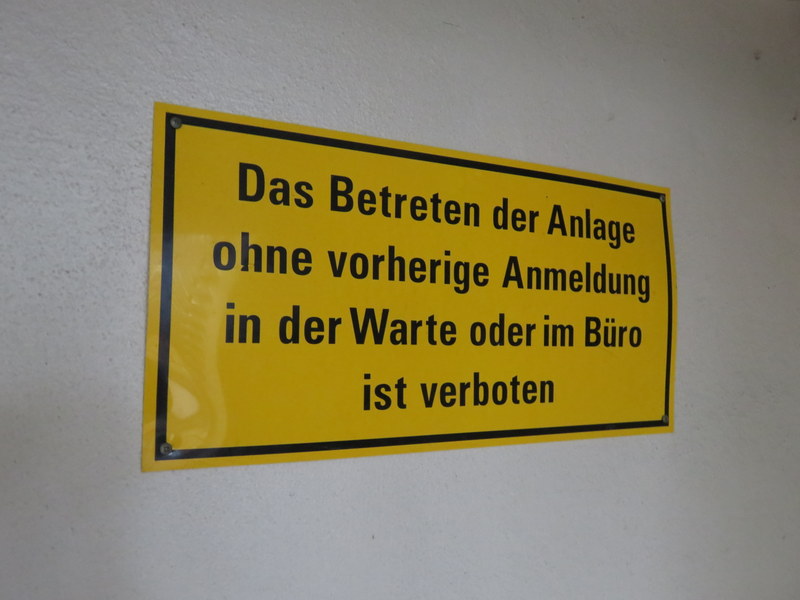 Das Betreten der Anlage
ohne vorherige Anmeldung
in der Warte oder im Büro
ist verboten